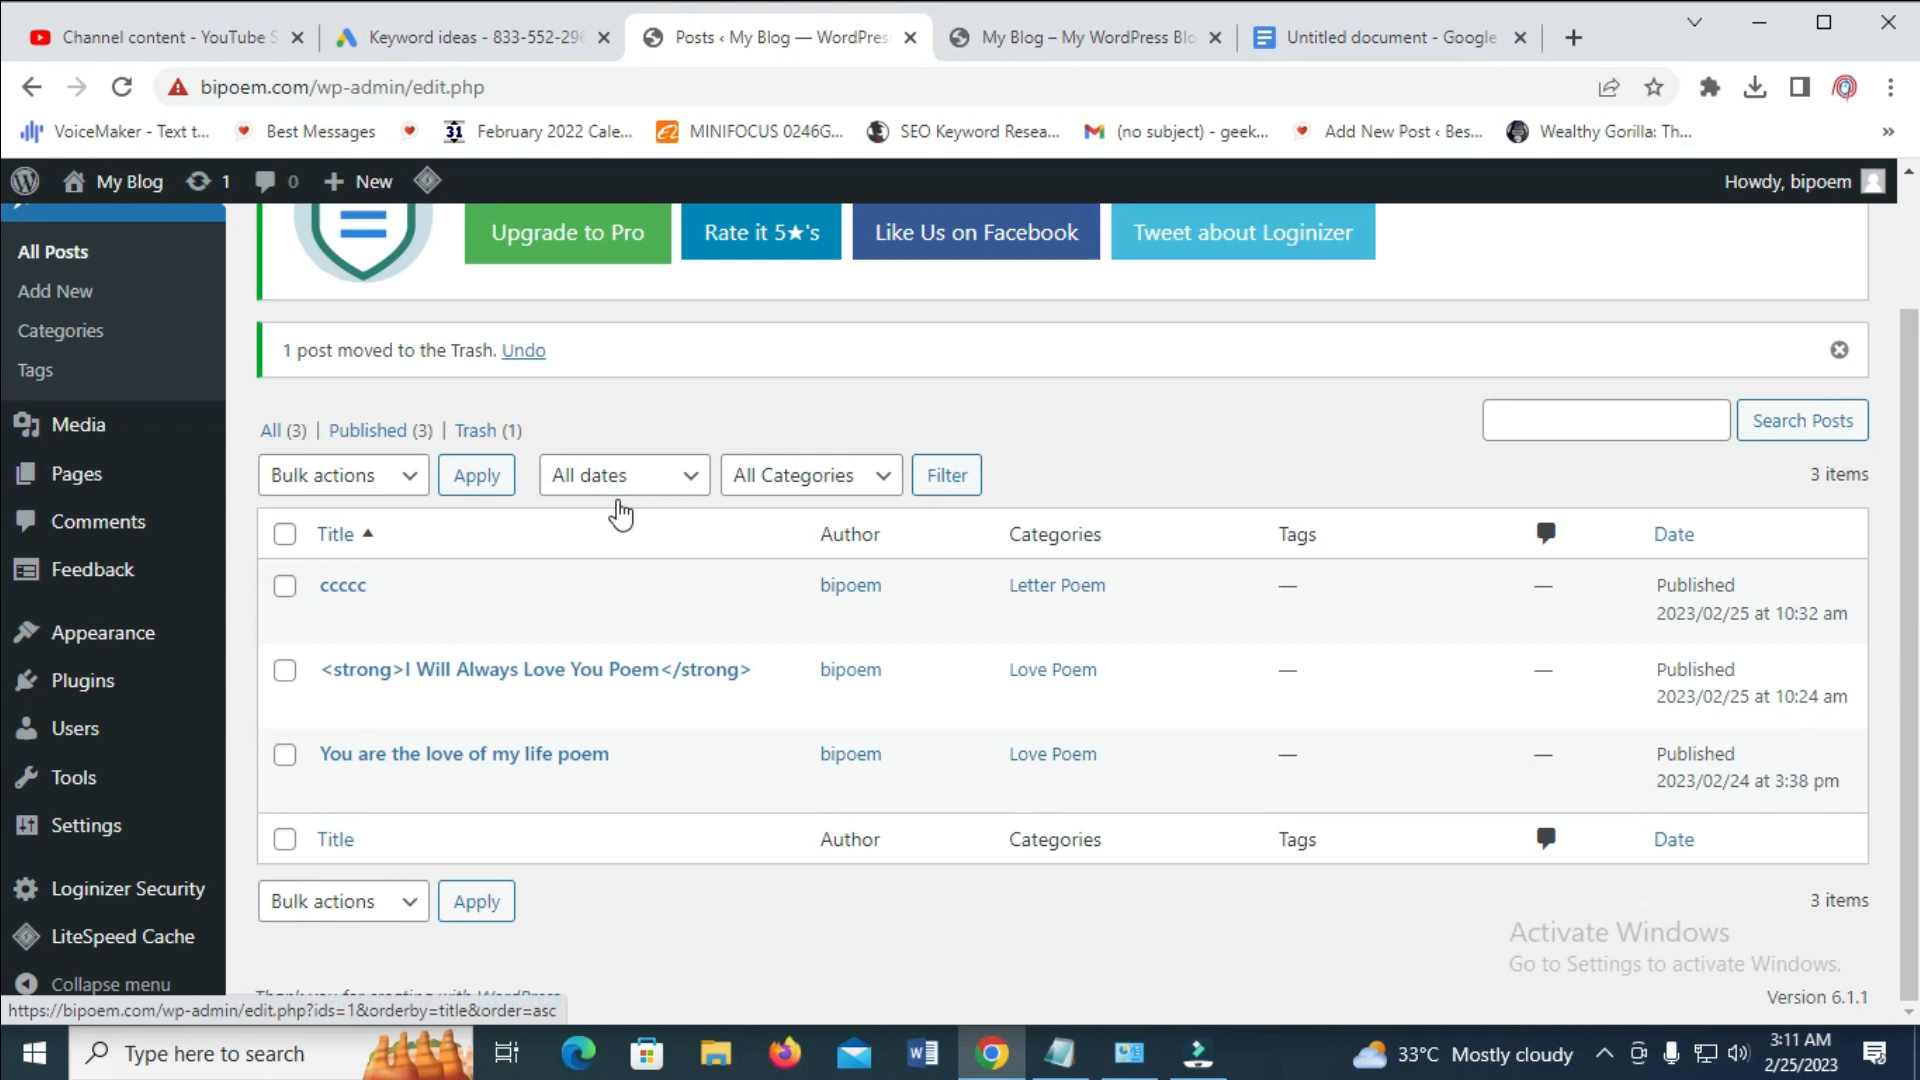 Channel content - YouTube S
Keyword ideas - 833-552-296
Posts ‹ My Blog — WordPres
My Blog – My WordPress Blo
Untitled document - Google
bipoem.com/wp-admin/edit.php
VoiceMaker - Text t...
Best Messages
31
February 2022 Cale...
MINIFOCUS 0246G...
SEO Keyword Resea...
(no subject) - geek...
Add New Post ‹ Bes...
Wealthy Gorilla: Th...
»
My Blog
1
0
New
Howdy, bipoem
Upgrade to Pro
Rate it 5★'s
Like Us on Facebook
Tweet about Loginizer
All Posts
Add New
Categories
Tags
Media
Pages
Comments
Feedback
Appearance
Plugins
Users
Tools
Settings
Loginizer Security
LiteSpeed Cache
Collapse menu
1 post moved to the Trash. Undo
All (3) | Published (3) | Trash (1)
Search Posts
Bulk actions
Apply
All dates
All Categories
Filter
3 items
Title
Author
Categories
Tags
Date
ccccc
bipoem
Letter Poem
—
—
Published
2023/02/25 at 10:32 am
<strong>I Will Always Love You Poem</strong>
bipoem
Love Poem
—
—
Published
2023/02/25 at 10:24 am
You are the love of my life poem
bipoem
Love Poem
—
—
Published
2023/02/24 at 3:38 pm
Title
Author
Categories
Tags
Date
Bulk actions
Apply
3 items
Activate Windows
Go to Settings to activate Windows.
Thank you for creating with WordPress
Version 6.1.1
https://bipoem.com/wp-admin/edit.php?ids=1&orderby=title&order=asc
Type here to search
33°C Mostly cloudy
3:11 AM
2/25/2023